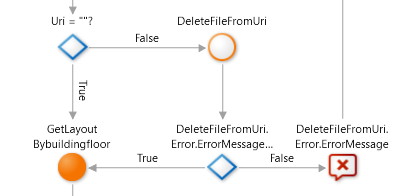 Uri = ""?
DeleteFileFromUri
False
True
GetLayout
Bybuildingfloor
DeleteFileFromUri.
Error.ErrorMessage...
DeleteFileFromUri.
Error.ErrorMessage
True
False